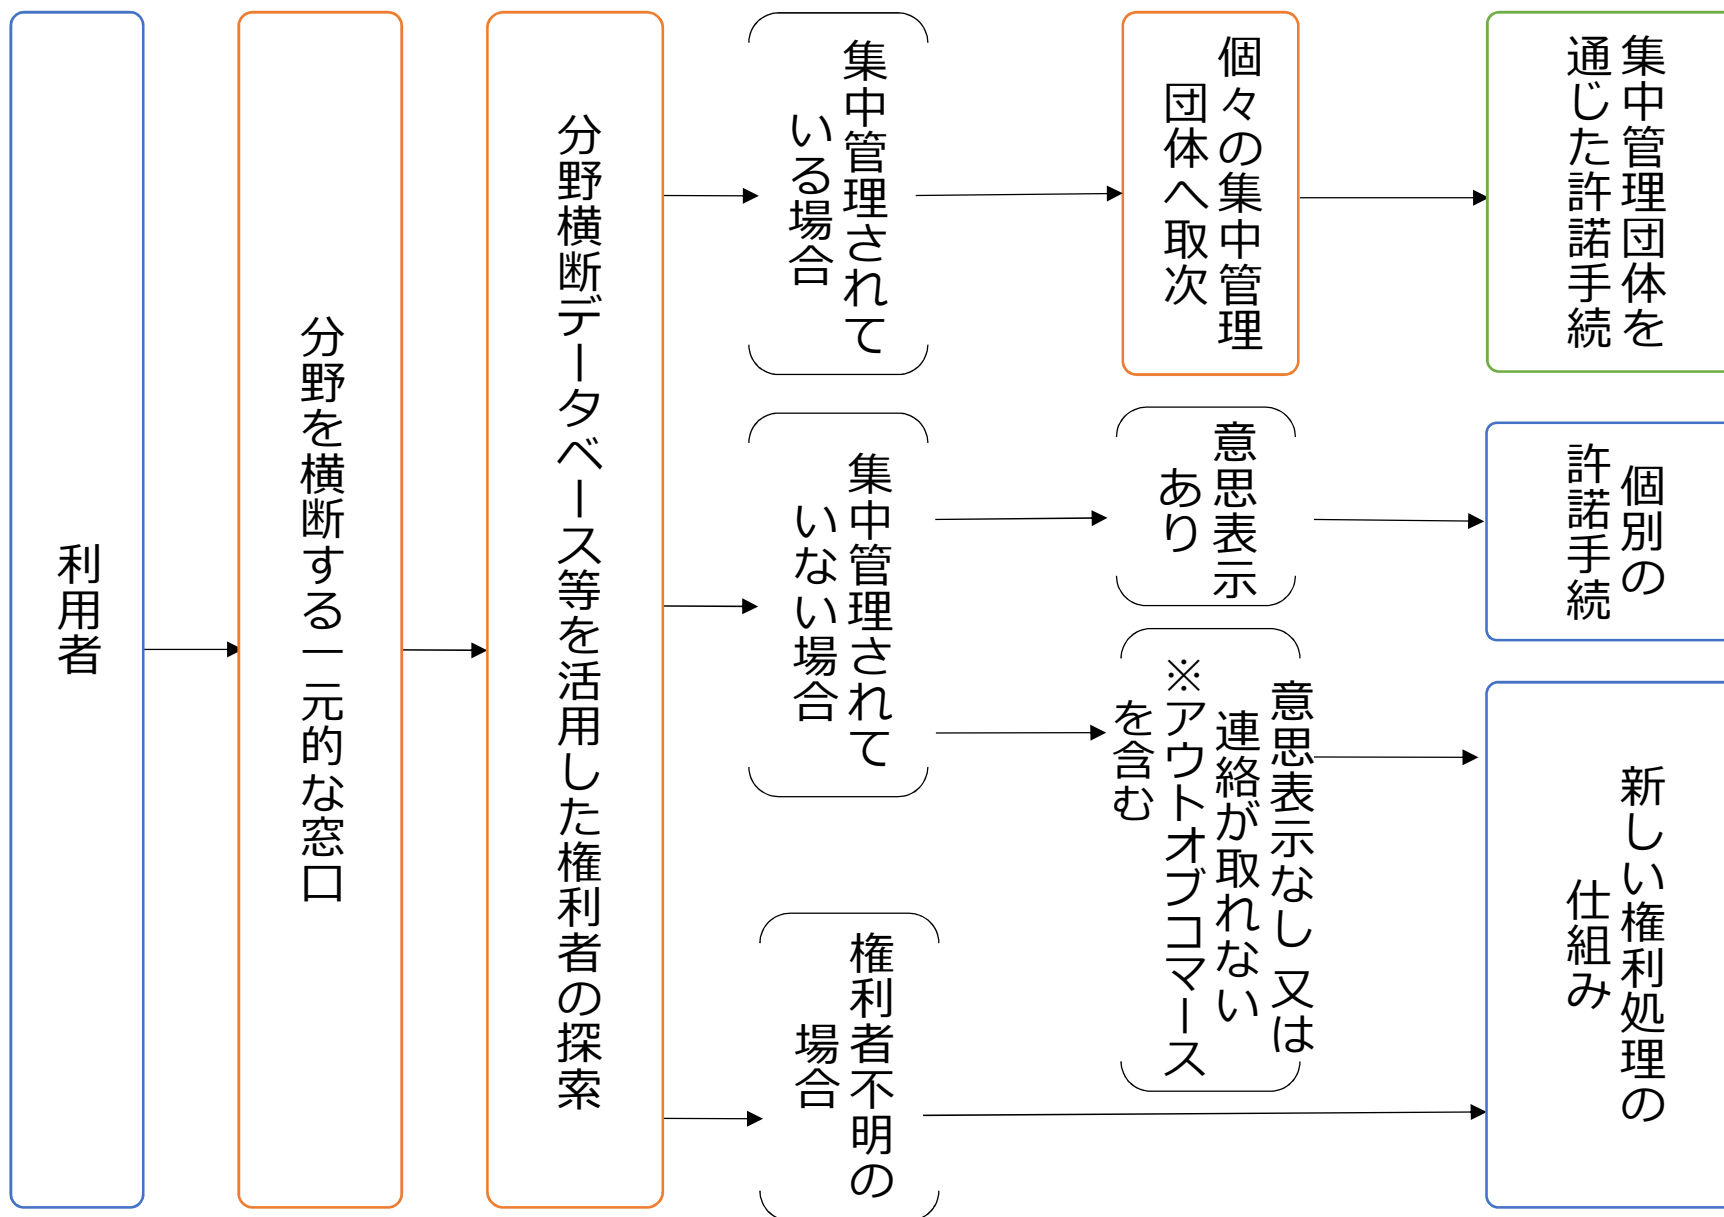 利用者
分野を横断する一元的な窓口
分野横断データベース等を活用した権利者の探索
集中管理されて
いる場合
個々の集中管理
団体へ取次
集中管理団体を
通じた許諾手続
集中管理されて
いない場合
意思表示
あり
個別の
許諾手続
意思表示なし 又は
連絡が取れない
※アウトオブコマース
を含む
新しい権利処理の
仕組み
権利者不明の
場合